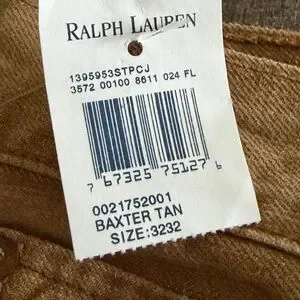 RALPH LAUREN
1395953STPCJ
3572 00100 8611 024 FL
7 67325 75127 6
0021752001
BAXTER TAN
SIZE:3232